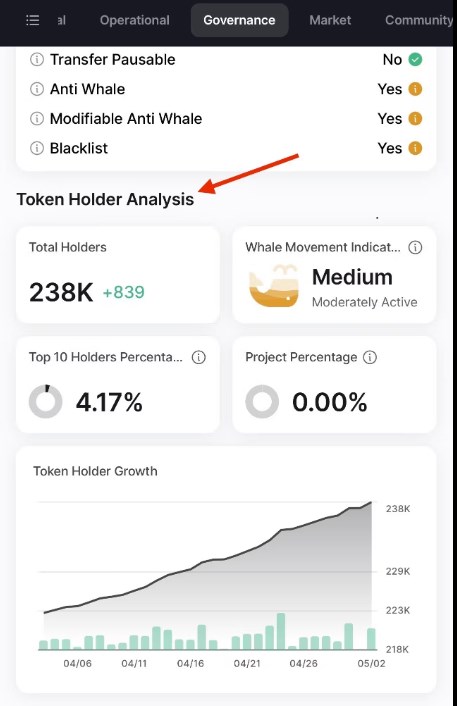 al Operational Governance Market Community
Transfer Pausable No
Anti Whale Yes
Modifiable Anti Whale Yes
Blacklist Yes
Token Holder Analysis
Total Holders
238K +839
Whale Movement Indicat...
Medium
Moderately Active
Top 10 Holders Percenta...
4.17%
Project Percentage
0.00%
Token Holder Growth
238K
229K
223K
218K
04/06 04/11 04/16 04/21 04/26 05/02